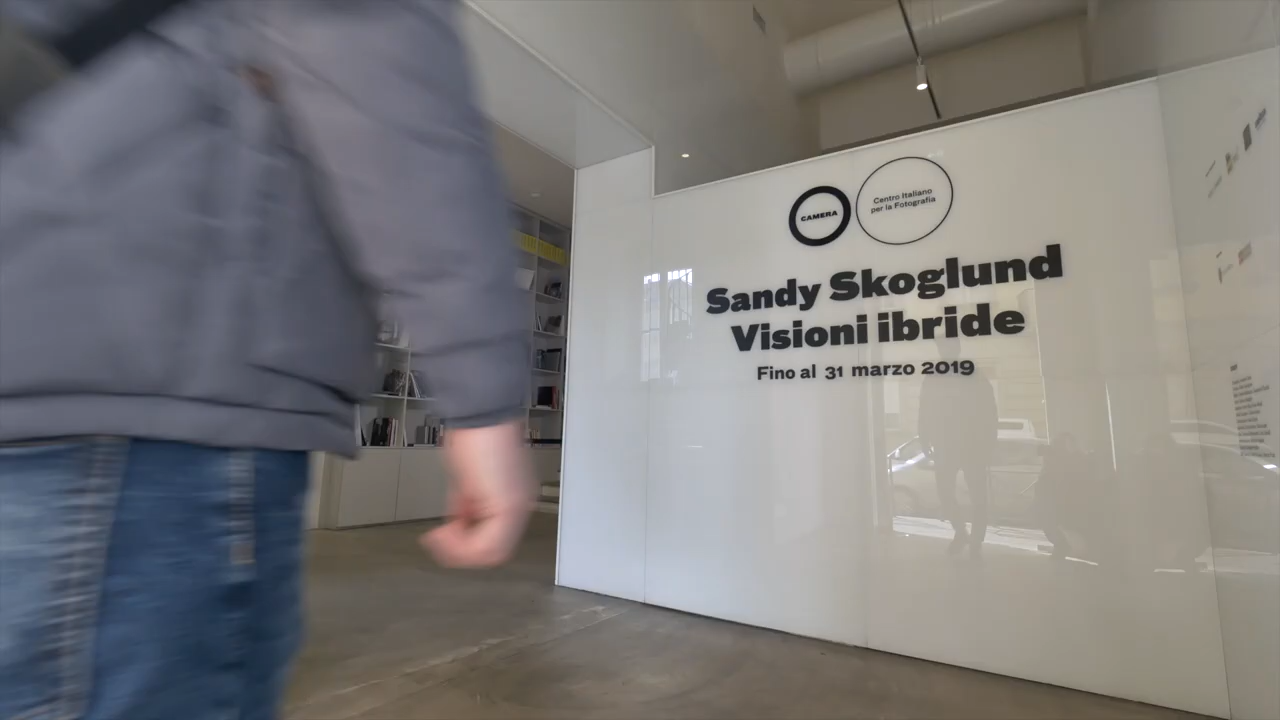 CAMERA
Centro Italiano
per la Fotografia
Sandy Skoglund
Visioni ibride
Fino al 31 marzo 2019